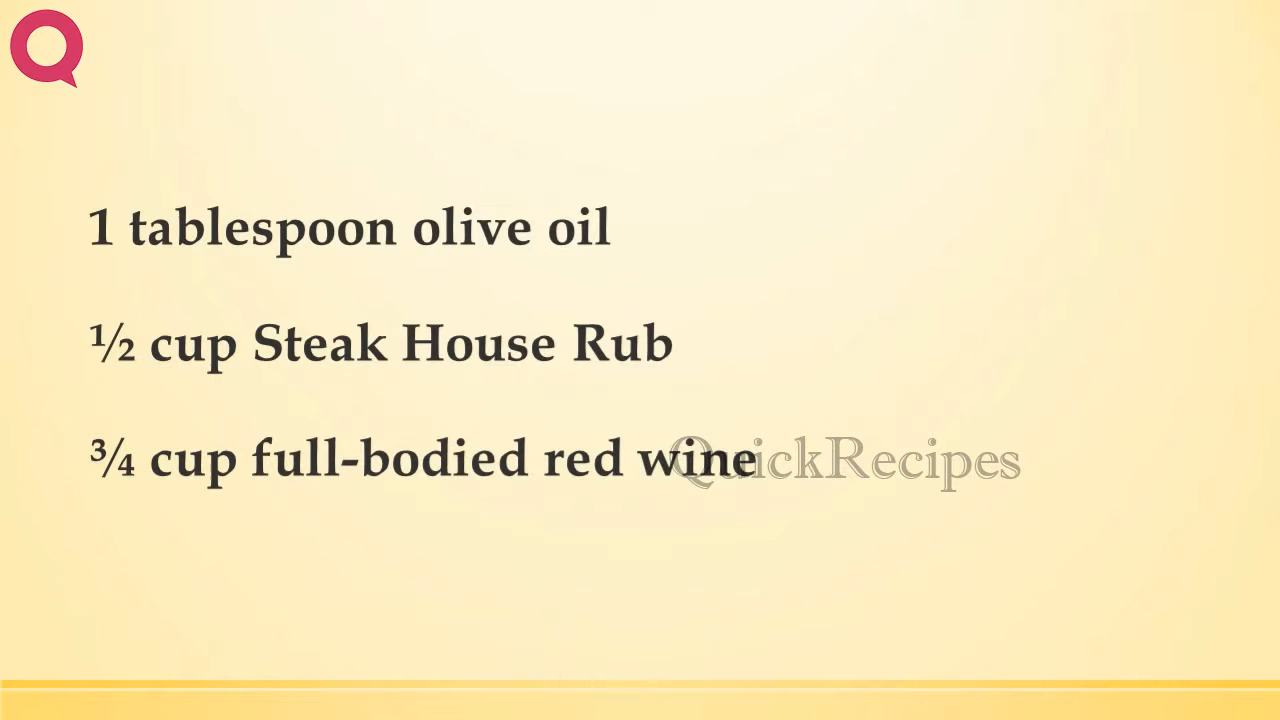 1 tablespoon olive oil
½ cup Steak House Rub
¾ cup full-bodied red wine
QuickRecipes